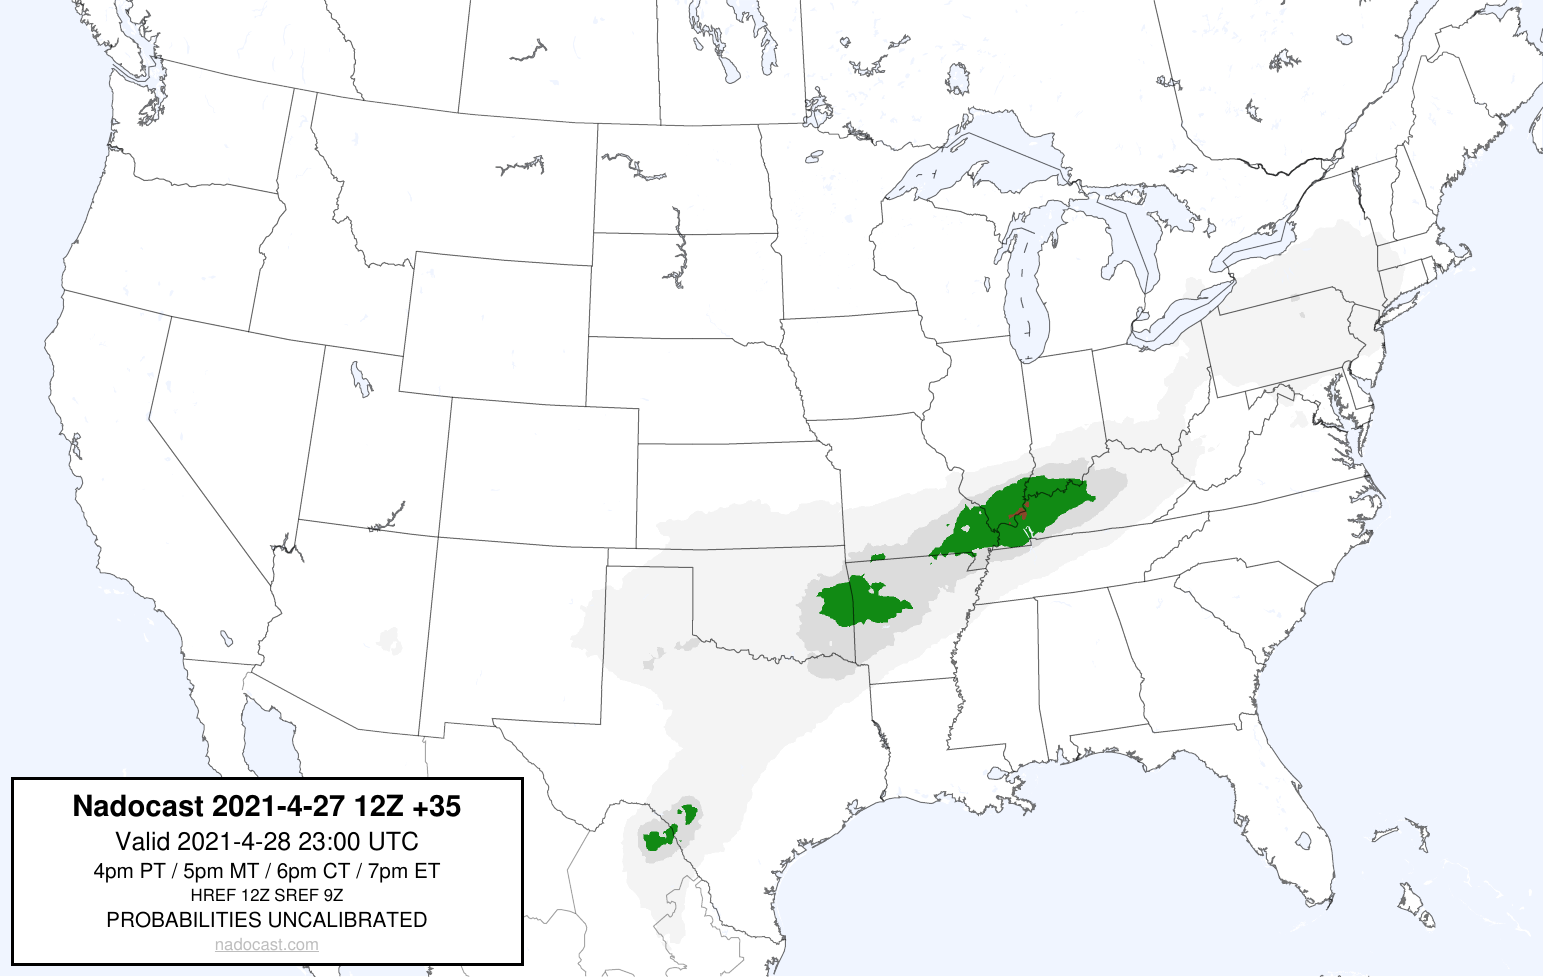 Nadocast 2021-4-27 12Z +35
Valid 2021-4-28 23:00 UTC
4pm PT / 5pm MT / 6pm CT / 7pm ET
HREF 12Z SREF 9Z
PROBABILITIES UNCALIBRATED
nadocast.com